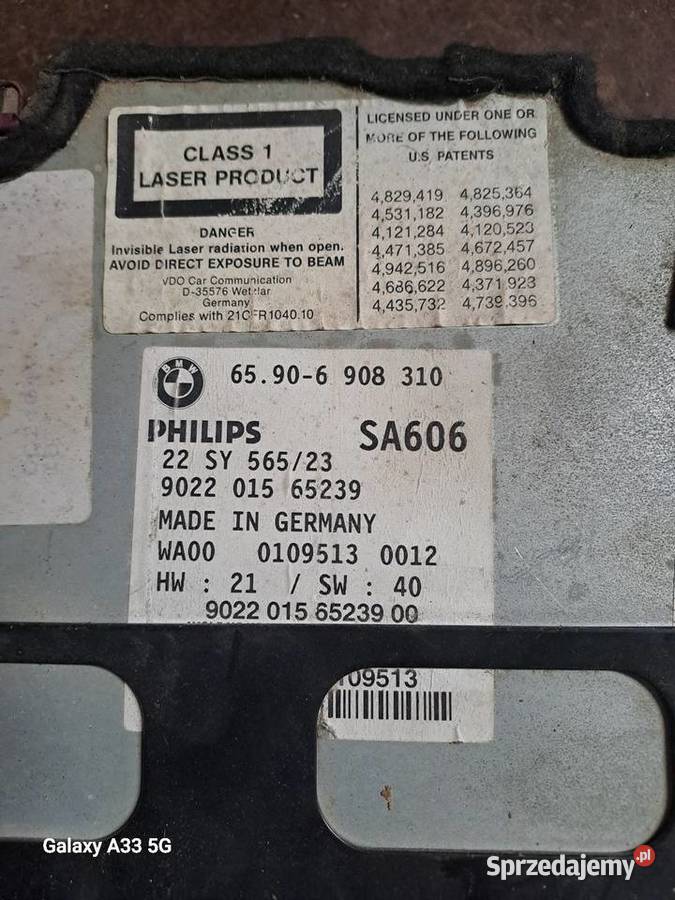 CLASS 1
LASER PRODUCT
DANGER
Invisible Laser radiation when open.
AVOID DIRECT EXPOSURE TO BEAM
VDO Car Communication
D-35576 Wetzlar
Germany
Complies with 21CFR1040.10
LICENSED UNDER ONE OR
MORE OF THE FOLLOWING
U.S. PATENTS
4,829,419 4,825,364
4,531,182 4,396,976
4,121,284 4,120,523
4,471,385 4,672,457
4,942,516 4,896,260
4,686,622 4,371,923
4,435,732 4,739,396
BMW
65.90-6 908 310
PHILIPS SA606
22 SY 565/23
9022 015 65239
MADE IN GERMANY
WA00 0109513 0012
HW : 21 / SW : 40
9022 015 65239 00
109513
Galaxy A33 5G
Sprzedajemy.pl